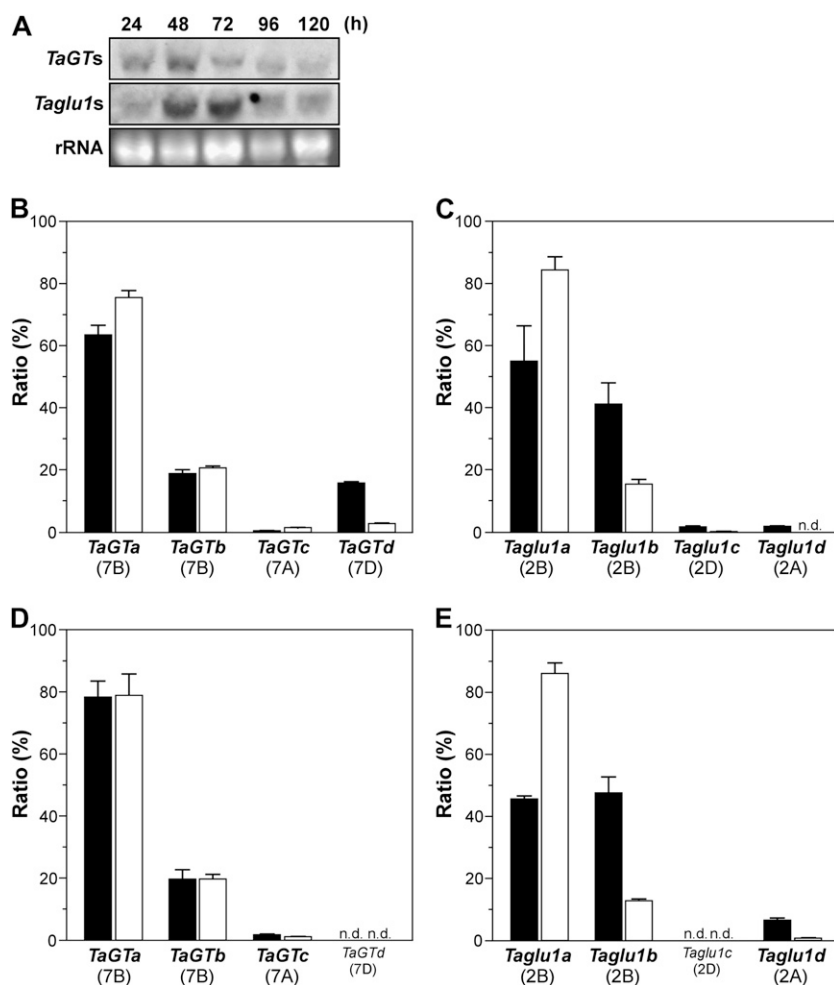 A
24 48 72 96 120 (h)
TaGTs
Taglu1s
rRNA
B
Ratio (%)
100
80
60
40
20
0
TaGTa TaGTb TaGTc TaGTd
(7B) (7B) (7A) (7D)
C
Ratio (%)
100
80
60
40
20
0
n.d.
Taglu1a Taglu1b Taglu1c Taglu1d
(2B) (2B) (2D) (2A)
D
Ratio (%)
100
80
60
40
20
0
n.d. n.d.
TaGTa TaGTb TaGTc TaGTd
(7B) (7B) (7A) (7D)
E
Ratio (%)
100
80
60
40
20
0
n.d. n.d.
Taglu1a Taglu1b Taglu1c Taglu1d
(2B) (2B) (2D) (2A)